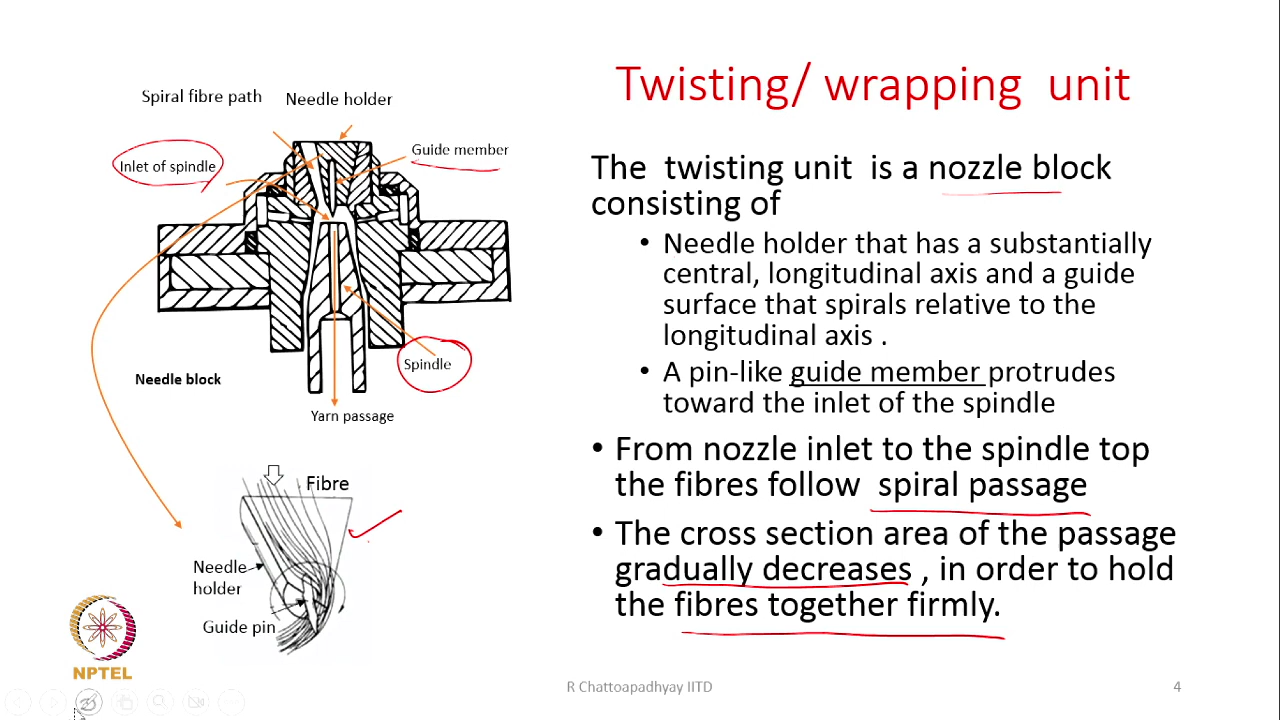 Twisting/ wrapping  unit
Spiral fibre path
Needle holder
Inlet of spindle
Guide member
Spindle
Needle block
Yarn passage
Fibre
Needle
holder
Guide pin
NPTEL
The  twisting unit  is a nozzle block
consisting of
• Needle holder that has a substantially
central, longitudinal axis and a guide
surface that spirals relative to the
longitudinal axis .
• A pin-like guide member protrudes
toward the inlet of the spindle
• From nozzle inlet to the spindle top
the fibres follow  spiral passage
• The cross section area of the passage
gradually decreases , in order to hold
the fibres together firmly.
R Chattoapadhyay IITD
4